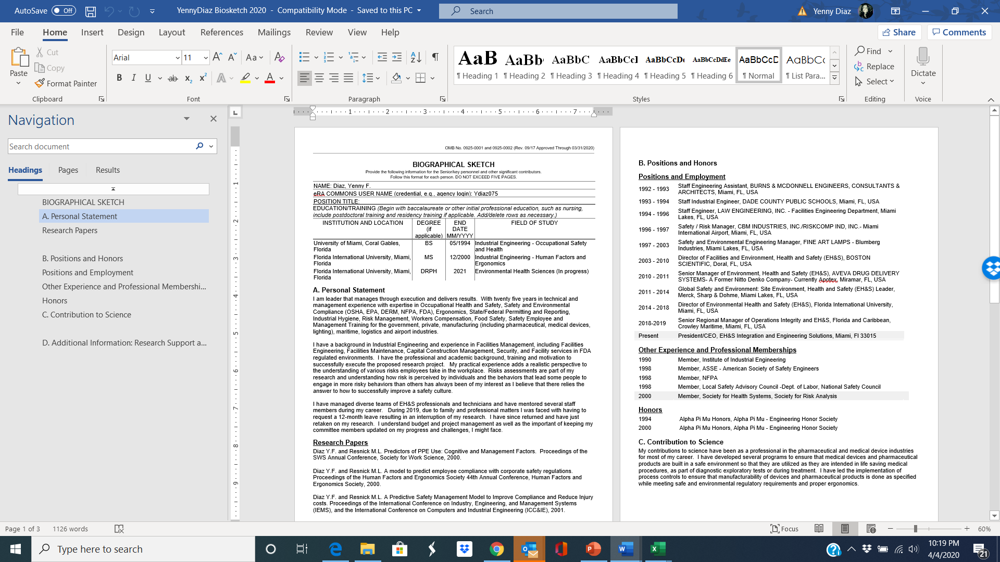 AutoSave Off YennyDiaz Biosketch 2020 - Compatibility Mode - Saved to this PC Search Yenny Diaz
File Home Insert Design Layout References Mailings Review View Help Share Comments
Paste
Cut
Copy
Format Painter
Clipboard
Arial 11
Font
Paragraph
AaB AaBb AaBbC AaBbCcI AaBbCcDı AaBbCcDdEe AaBbCcD AaBbCc
¶ Heading 1 ¶ Heading 2 ¶ Heading 3 ¶ Heading 4 ¶ Heading 5 ¶ Heading 6 ¶ Normal ¶ List Para...
Styles
Find
Replace
Select
Editing
Dictate
Voice
Navigation
Search document
Headings Pages Results
BIOGRAPHICAL SKETCH
A. Personal Statement
Research Papers
B. Positions and Honors
Positions and Employment
Other Experience and Professional Membershi...
Honors
C. Contribution to Science
D. Additional Information: Research Support a...
OMB No. 0925-0001 and 0925-0002 (Rev. 09/17 Approved Through 03/31/2020)
BIOGRAPHICAL SKETCH
Provide the following information for the Senior/key personnel and other significant contributors.
Follow this format for each person. DO NOT EXCEED FIVE PAGES.
NAME: Diaz, Yenny F.
eRA COMMONS USER NAME (credential, e.g., agency login): Ydiaz075
POSITION TITLE:
EDUCATION/TRAINING (Begin with baccalaureate or other initial professional education, such as nursing,
include postdoctoral training and residency training if applicable. Add/delete rows as necessary.)
INSTITUTION AND LOCATION DEGREE (if applicable) END DATE MM/YYYY FIELD OF STUDY
University of Miami, Coral Gables, Florida BS 05/1994 Industrial Engineering - Occupational Safety and Health
Florida International University, Miami, Florida MS 12/2000 Industrial Engineering - Human Factors and Ergonomics
Florida International University, Miami, Florida DRPH 2021 Environmental Health Sciences (In progress)
A. Personal Statement
I am leader that manages through execution and delivers results. With twenty five years in technical and
management experience with expertise in Occupational Health and Safety, Safety and Environmental
Compliance (OSHA, EPA, DERM, NFPA, FDA), Ergonomics, State/Federal Permitting and Reporting,
Industrial Hygiene, Risk Management, Workers Compensation, Food Safety, Safety Employee and
Management Training for the government, private, manufacturing (including pharmaceutical, medical devices,
lighting), maritime, logistics and airport industries.
I have a background in Industrial Engineering and experience in Facilities Management, including Facilities
Engineering, Facilities Maintenance, Capital Construction Management, Security, and Facility services in FDA
regulated environments. I have the professional and academic background, training and motivation to
successfully execute the proposed research project. My practical experience adds a realistic perspective to
the understanding of various risks employees take in the workplace. Risks assessments are part of my
research and understanding how risk is perceived by individuals and the behaviors that lead some people to
engage in more risky behaviors than others has always been of my interest as I believe that there relies the
answer to how to successfully improve a safety culture.
I have managed diverse teams of EH&S professionals and technicians and have mentored several staff
members during my career. During 2019, due to family and professional matters I was faced with having to
request a 12-month leave resulting in an interruption of my research. I have since returned and have just
retaken on my research. I understand budget and project management as well as the important of keeping my
committee members updated on my progress and challenges, I might face.
Research Papers
Diaz Y.F. and Resnick M.L. Predictors of PPE Use: Cognitive and Management Factors. Proceedings of the
SWS Annual Conference, Society for Work Science, 2000.
Diaz Y.F. and Resnick M.L. A model to predict employee compliance with corporate safety regulations.
Proceedings of the Human Factors and Ergonomics Society 44th Annual Conference, Human Factors and
Ergonomics Society, 2000.
Diaz Y.F. and Resnick M.L. A Predictive Safety Management Model to Improve Compliance and Reduce Injury
costs. Proceedings of the International Conference on Industry, Engineering, and Management Systems
(IEMS), and the International Conference on Computers and Industrial Engineering (ICC&IE), 2001.
B. Positions and Honors
Positions and Employment
1992 - 1993 Staff Engineering Assistant, BURNS & MCDONNELL ENGINEERS, CONSULTANTS &
ARCHITECTS, Miami, FL, USA
1993 - 1994 Staff Industrial Engineer, DADE COUNTY PUBLIC SCHOOLS, Miami, FL, USA
1994 - 1996 Staff Engineer, LAW ENGINEERING, INC. - Facilities Engineering Department, Miami
Lakes, FL, USA
1996 - 1997 Safety / Risk Manager, CBM INDUSTRIES, INC./RISKCOMP IND, INC.- Miami
International Airport, Miami, FL, USA
1997 - 2003 Safety and Environmental Engineering Manager, FINE ART LAMPS - Blumberg
Industries, Miami Lakes, FL, USA
2003 - 2010 Director of Facilities and Environment, Health and Safety (EH&S), BOSTON
SCIENTIFIC, Doral, FL, USA
2010 - 2011 Senior Manager of Environment, Health and Safety (EH&S), AVEVA DRUG DELIVERY
SYSTEMS- A Former Nitto Denko Company- Currently Apotex, Miramar, FL, USA
2011 - 2014 Global Safety and Environment: Site Environment, Health and Safety (EH&S) Leader,
Merck, Sharp & Dohme, Miami Lakes, FL, USA
2014 - 2018 Director of Environmental Health and Safety (EH&S), Florida International University,
Miami, FL, USA
2018-2019 Senior Regional Manager of Operations Integrity and EH&S, Florida and Caribbean,
Crowley Maritime, Miami, FL, USA
Present President/CEO, EH&S Integration and Engineering Solutions, Miami, Fl 33015
Other Experience and Professional Memberships
1990 Member, Institute of Industrial Engineering
1998 Member, ASSE - American Society of Safety Engineers
1998 Member, NFPA
1998 Member, Local Safety Advisory Council -Dept. of Labor, National Safety Council
2000 Member, Society for Health Systems, Society for Risk Analysis
Honors
1994 Alpha Pi Mu Honors, Alpha Pi Mu - Engineering Honor Society
2000 Alpha Pi Mu Honors, Alpha Pi Mu - Engineering Honor Society
C. Contribution to Science
My contributions to science have been as a professional in the pharmaceutical and medical device industries
for most of my career. I have developed several programs to ensure that medical devices and pharmaceutical
products are built in a safe environment so that they are utilized as they are intended in life saving medical
procedures, as part of diagnostic exploratory tests or during treatment. I have led the implementation of
process controls to ensure that manufacturability of devices and pharmaceutical products is done as specified
while meeting safe and environmental regulatory requirements and proper ergonomics.
Page 1 of 3 1126 words Focus 60%
Type here to search
10:19 PM
4/4/2020
21